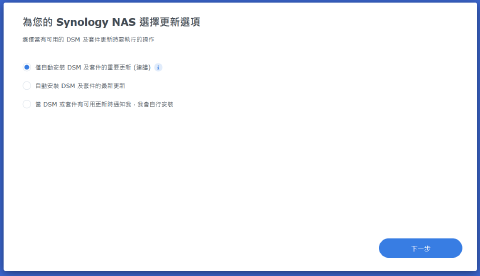 為您的 Synology NAS 選擇更新選項
選擇當有可用的 DSM 及套件更新時要執行的操作
僅自動安裝 DSM 及套件的重要更新 (建議)
自動安裝 DSM 及套件的最新更新
當 DSM 或套件有可用更新時通知我，我會自行安裝
下一步